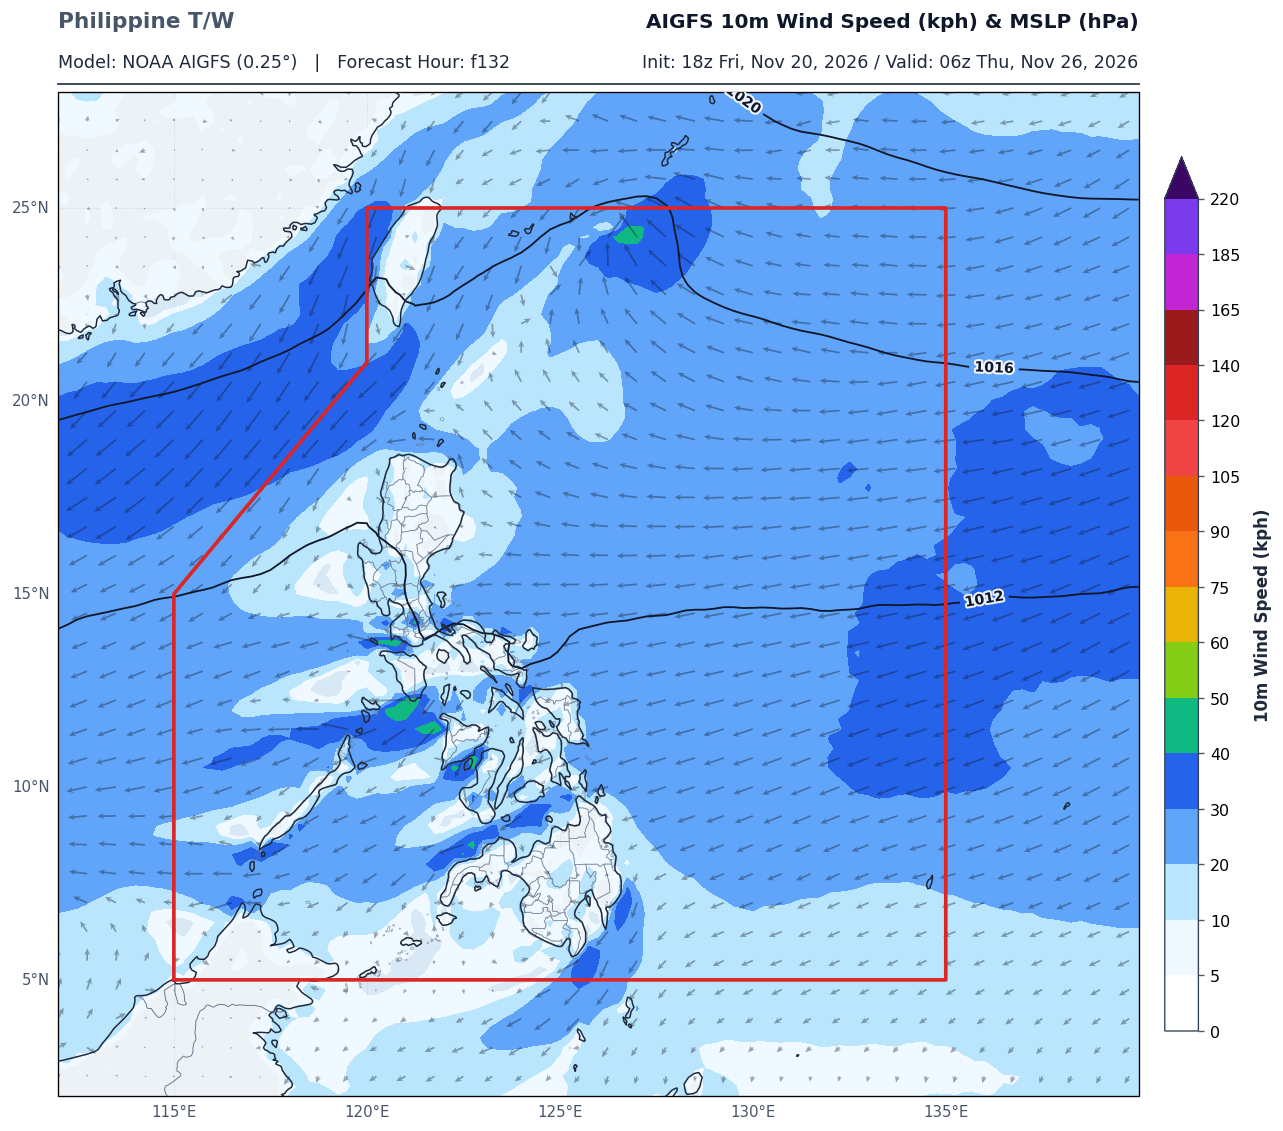 Philippine T/W
AIGFS 10m Wind Speed (kph) & MSLP (hPa)
Model: NOAA AIGFS (0.25°) | Forecast Hour: f132
Init: 18z Fri, Nov 20, 2026 / Valid: 06z Thu, Nov 26, 2026
1020
25°N
1016
20°N
15°N
1012
10°N
5°N
115°E
120°E
125°E
130°E
135°E
220
185
165
140
120
105
90
75
60
50
40
30
20
10
5
0
10m Wind Speed (kph)